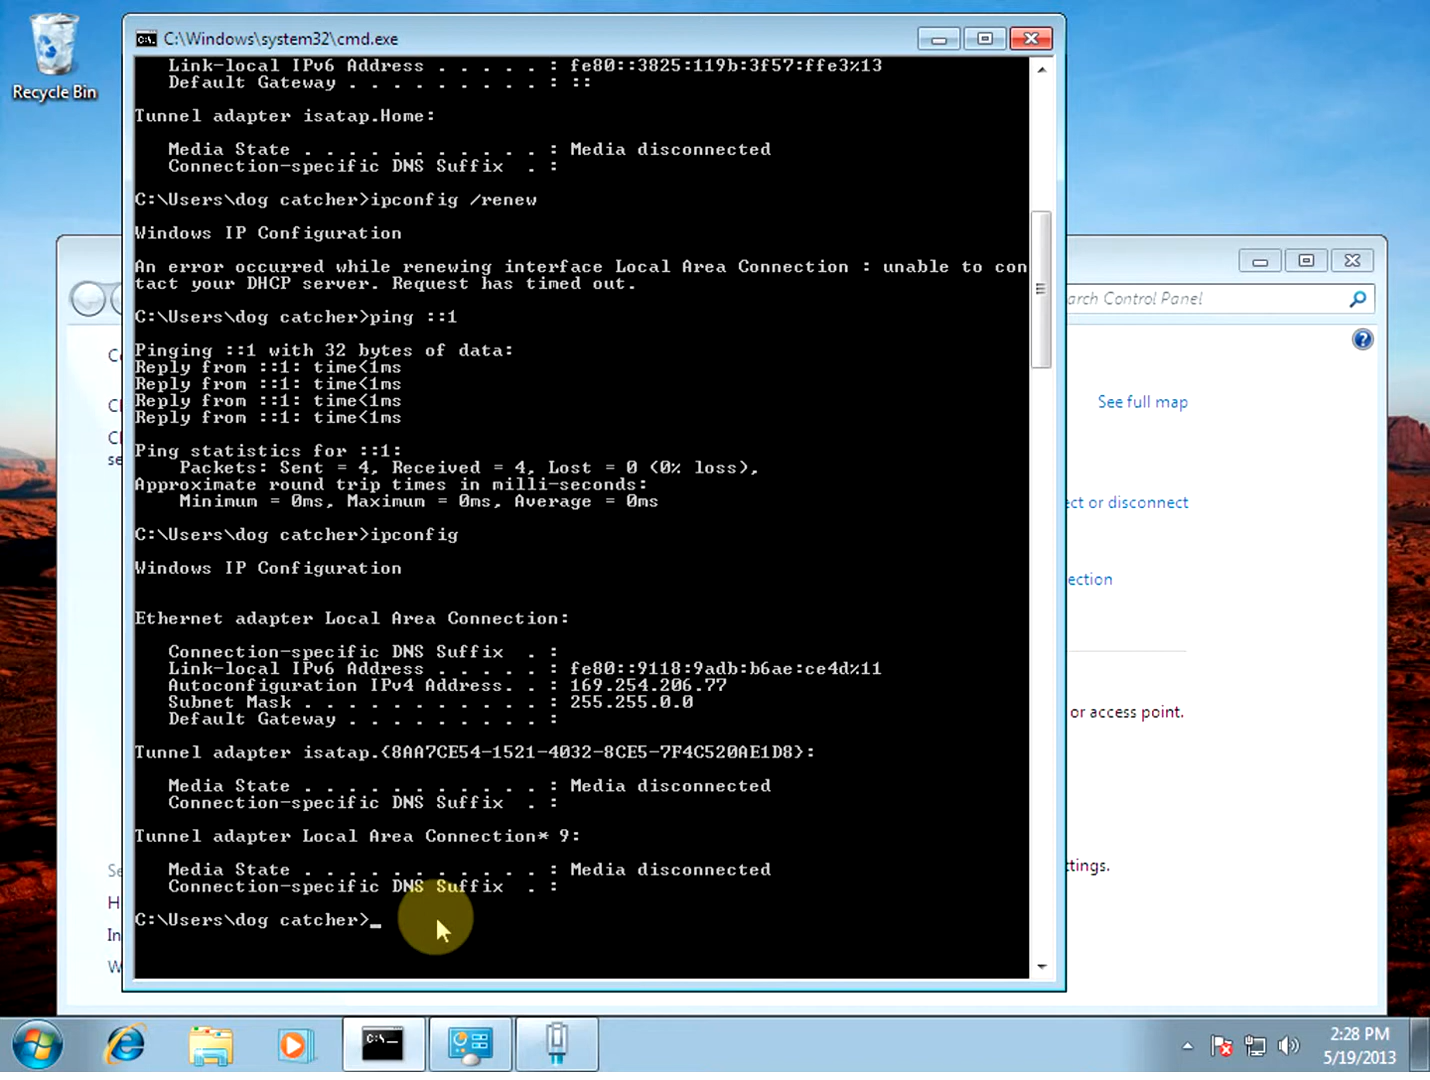 Recycle Bin
C:\Windows\system32\cmd.exe
Link-local IPv6 Address . . . . . : fe80::3825:119b:3f57:ffe3%13
Default Gateway . . . . . . . . . : ::
Tunnel adapter isatap.Home:
Media State . . . . . . . . . . . : Media disconnected
Connection-specific DNS Suffix  . :
C:\Users\dog catcher>ipconfig /renew
Windows IP Configuration
An error occurred while renewing interface Local Area Connection : unable to con
tact your DHCP server. Request has timed out.
C:\Users\dog catcher>ping ::1
Pinging ::1 with 32 bytes of data:
Reply from ::1: time<1ms
Reply from ::1: time<1ms
Reply from ::1: time<1ms
Reply from ::1: time<1ms
Ping statistics for ::1:
Packets: Sent = 4, Received = 4, Lost = 0 (0% loss),
Approximate round trip times in milli-seconds:
Minimum = 0ms, Maximum = 0ms, Average = 0ms
C:\Users\dog catcher>ipconfig
Windows IP Configuration
Ethernet adapter Local Area Connection:
Connection-specific DNS Suffix  . :
Link-local IPv6 Address . . . . . : fe80::9118:9adb:b6ae:ce4d%11
Autoconfiguration IPv4 Address. . : 169.254.206.77
Subnet Mask . . . . . . . . . . . : 255.255.0.0
Default Gateway . . . . . . . . . :
Tunnel adapter isatap.{8AA7CE54-1521-4032-8CE5-7F4C520AE1D8}:
Media State . . . . . . . . . . . : Media disconnected
Connection-specific DNS Suffix  . :
Tunnel adapter Local Area Connection* 9:
Media State . . . . . . . . . . . : Media disconnected
Connection-specific DNS Suffix  . :
C:\Users\dog catcher>_
arch Control Panel
See full map
ct or disconnect
ection
or access point.
ttings.
2:28 PM
5/19/2013